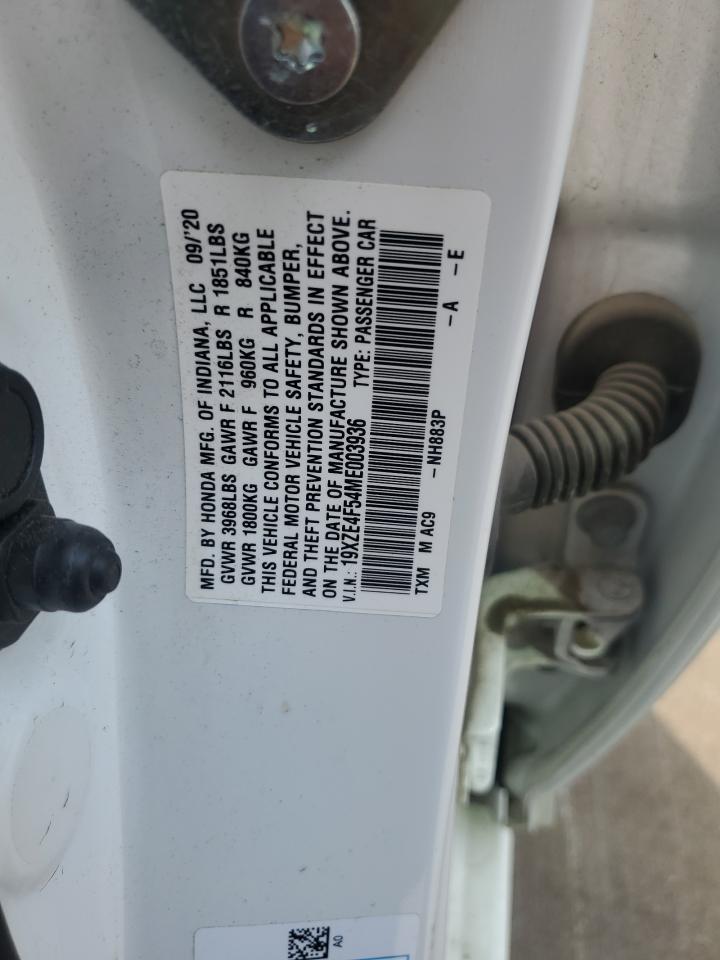 MFD. BY HONDA MFG. OF INDIANA, LLC 09/'20
GVWR 3968LBS GAWR F 2116LBS R 1851LBS
GVWR 1800KG GAWR F 960KG R 840KG
THIS VEHICLE CONFORMS TO ALL APPLICABLE
FEDERAL MOTOR VEHICLE SAFETY, BUMPER,
AND THEFT PREVENTION STANDARDS IN EFFECT
ON THE DATE OF MANUFACTURE SHOWN ABOVE.
V.I.N.: 19XZE4F54ME003936 TYPE: PASSENGER CAR
TXM M AC9 -NH883P -A -E
A0